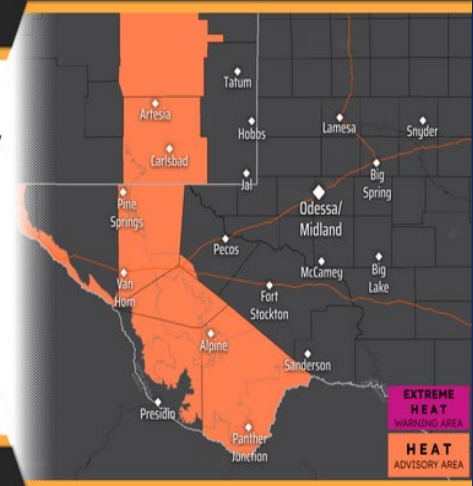 Tatum
Artesia
Hobbs
Lamesa
Snyder
Carlsbad
Jal
Big
Spring
Pine
Springs
Odessa/
Midland
Pecos
McCamey
Big
Lake
Van
Horn
Fort
Stockton
Alpine
Sanderson
Presidio
Panther
Junction
EXTREME
HEAT
WARNING AREA
HEAT
ADVISORY AREA